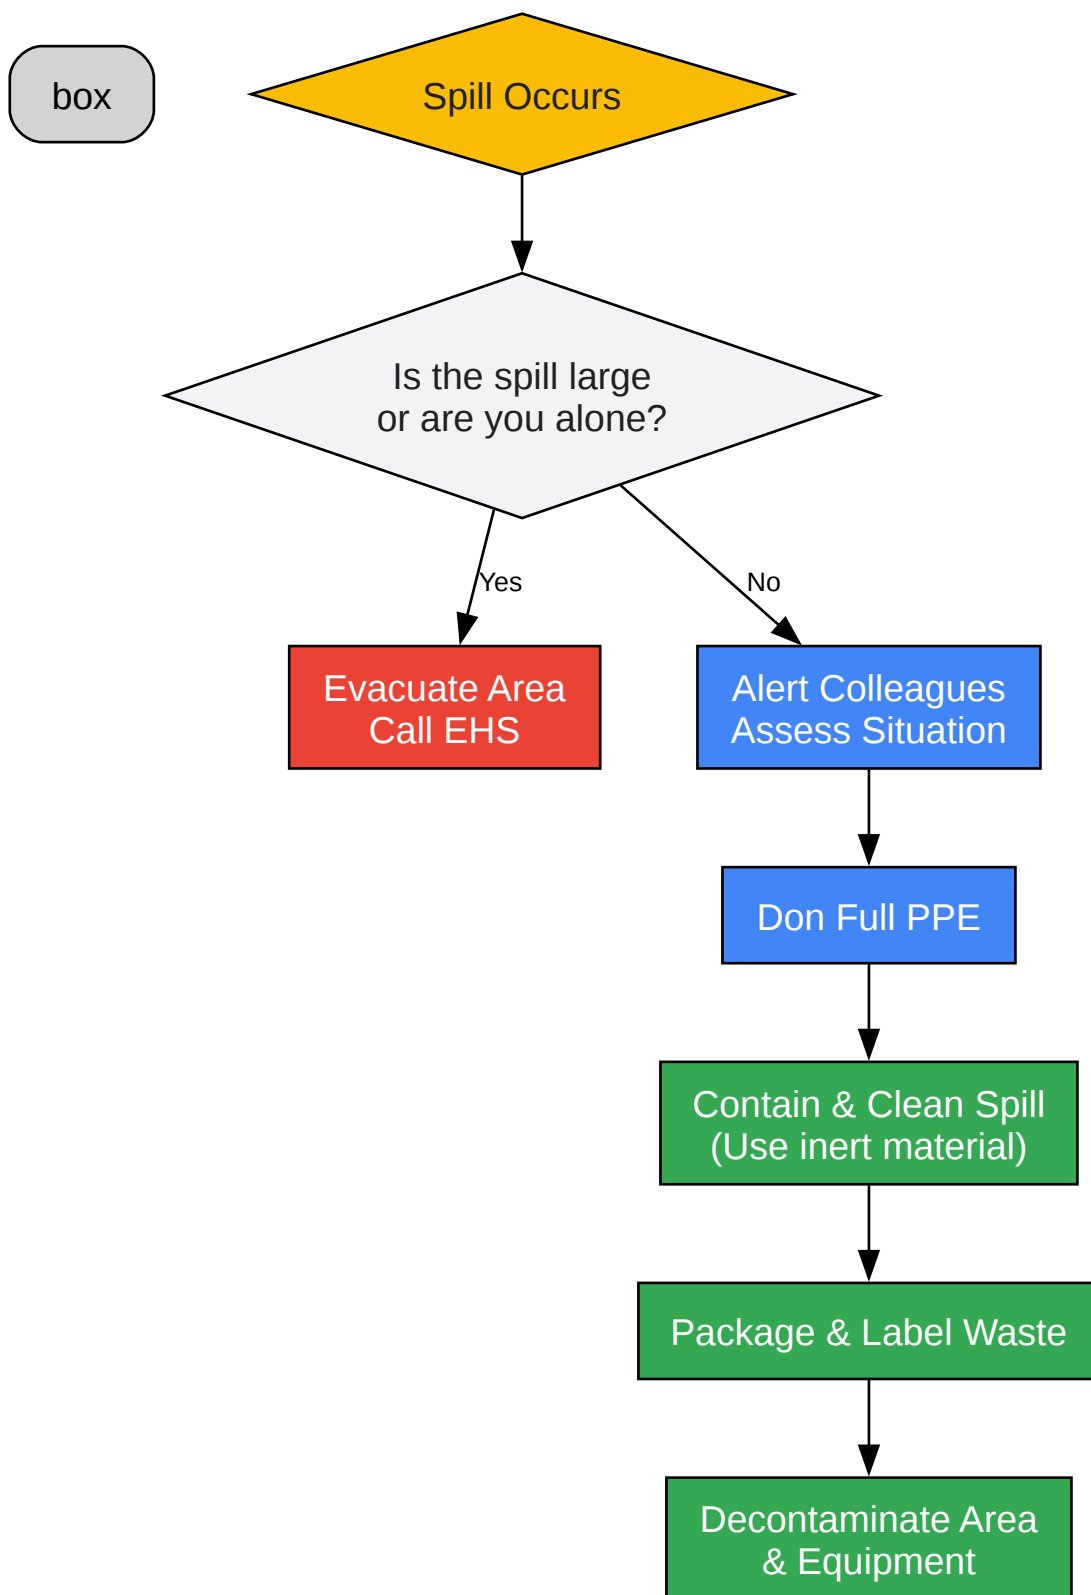 box
Spill Occurs
Is the spill large
or are you alone?
Yes
No
Evacuate Area
Call EHS
Alert Colleagues
Assess Situation
Don Full PPE
Contain & Clean Spill
(Use inert material)
Package & Label Waste
Decontaminate Area
& Equipment